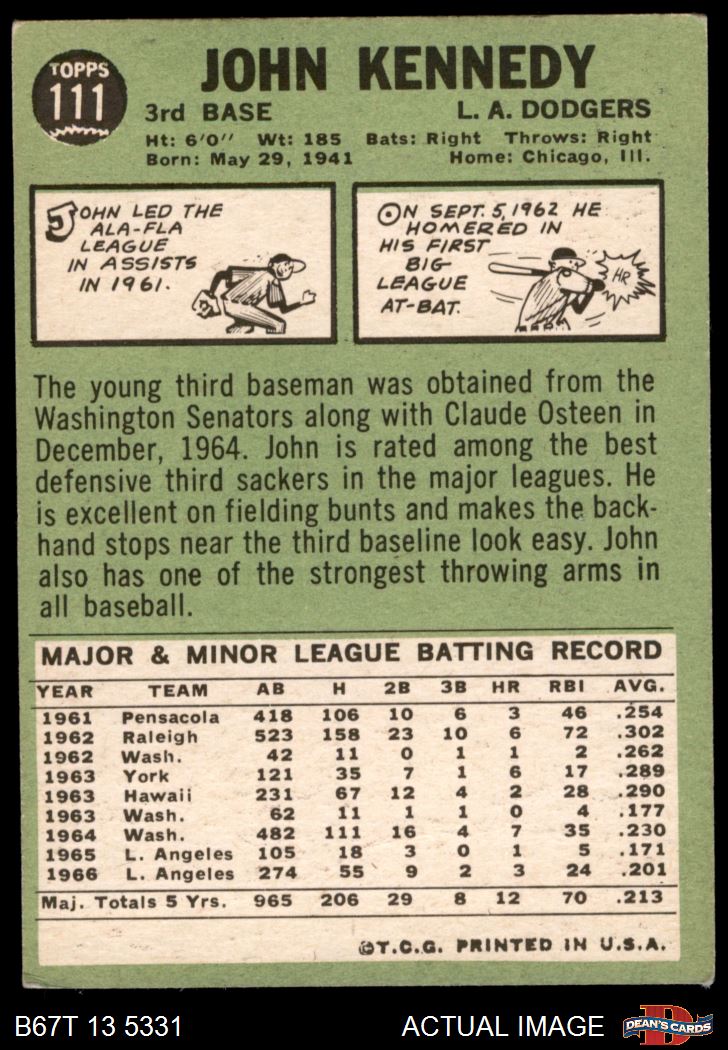 TOPPS
111
JOHN KENNEDY
3rd BASE L. A. DODGERS
Ht: 6'0" Wt: 185 Bats: Right Throws: Right
Born: May 29, 1941 Home: Chicago, Ill.
JOHN LED THE
ALA-FLA
LEAGUE
IN ASSISTS
IN 1961.
ON SEPT. 5, 1962 HE
HOMERED IN
HIS FIRST
BIG
LEAGUE
AT-BAT.
HR
The young third baseman was obtained from the
Washington Senators along with Claude Osteen in
December, 1964. John is rated among the best
defensive third sackers in the major leagues. He
is excellent on fielding bunts and makes the back-
hand stops near the third baseline look easy. John
also has one of the strongest throwing arms in
all baseball.
MAJOR & MINOR LEAGUE BATTING RECORD
YEAR TEAM AB H 2B 3B HR RBI AVG.
1961 Pensacola 418 106 10 6 3 46 .254
1962 Raleigh 523 158 23 10 6 72 .302
1962 Wash. 42 11 0 1 1 2 .262
1963 York 121 35 7 1 6 17 .289
1963 Hawaii 231 67 12 4 2 28 .290
1963 Wash. 62 11 1 1 0 4 .177
1964 Wash. 482 111 16 4 7 35 .230
1965 L. Angeles 105 18 3 0 1 5 .171
1966 L. Angeles 274 55 9 2 3 24 .201
Maj. Totals 5 Yrs. 965 206 29 8 12 70 .213
©T.C.G. PRINTED IN U.S.A.
B67T 13 5331 ACTUAL IMAGE D DEAN'S CARDS